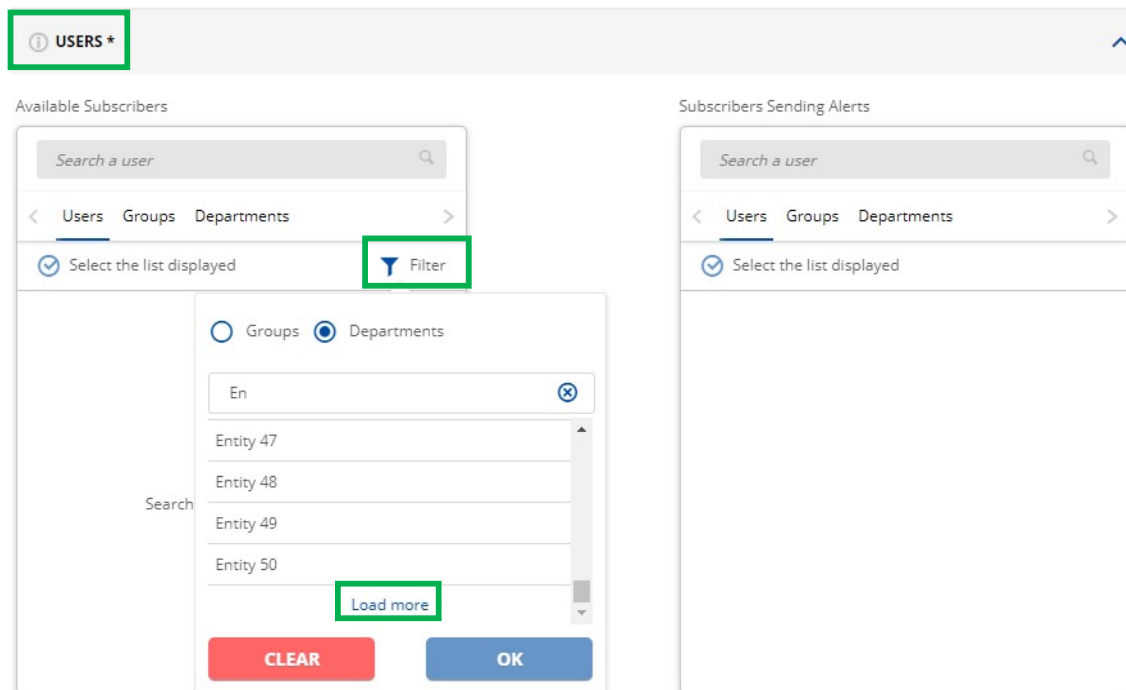 USERS *
Available Subscribers
Search a user
Users Groups Departments
Select the list displayed
Filter
Groups Departments
En
Entity 47
Entity 48
Search
Entity 49
Entity 50
Load more
CLEAR OK
Subscribers Sending Alerts
Search a user
Users Groups Departments
Select the list displayed